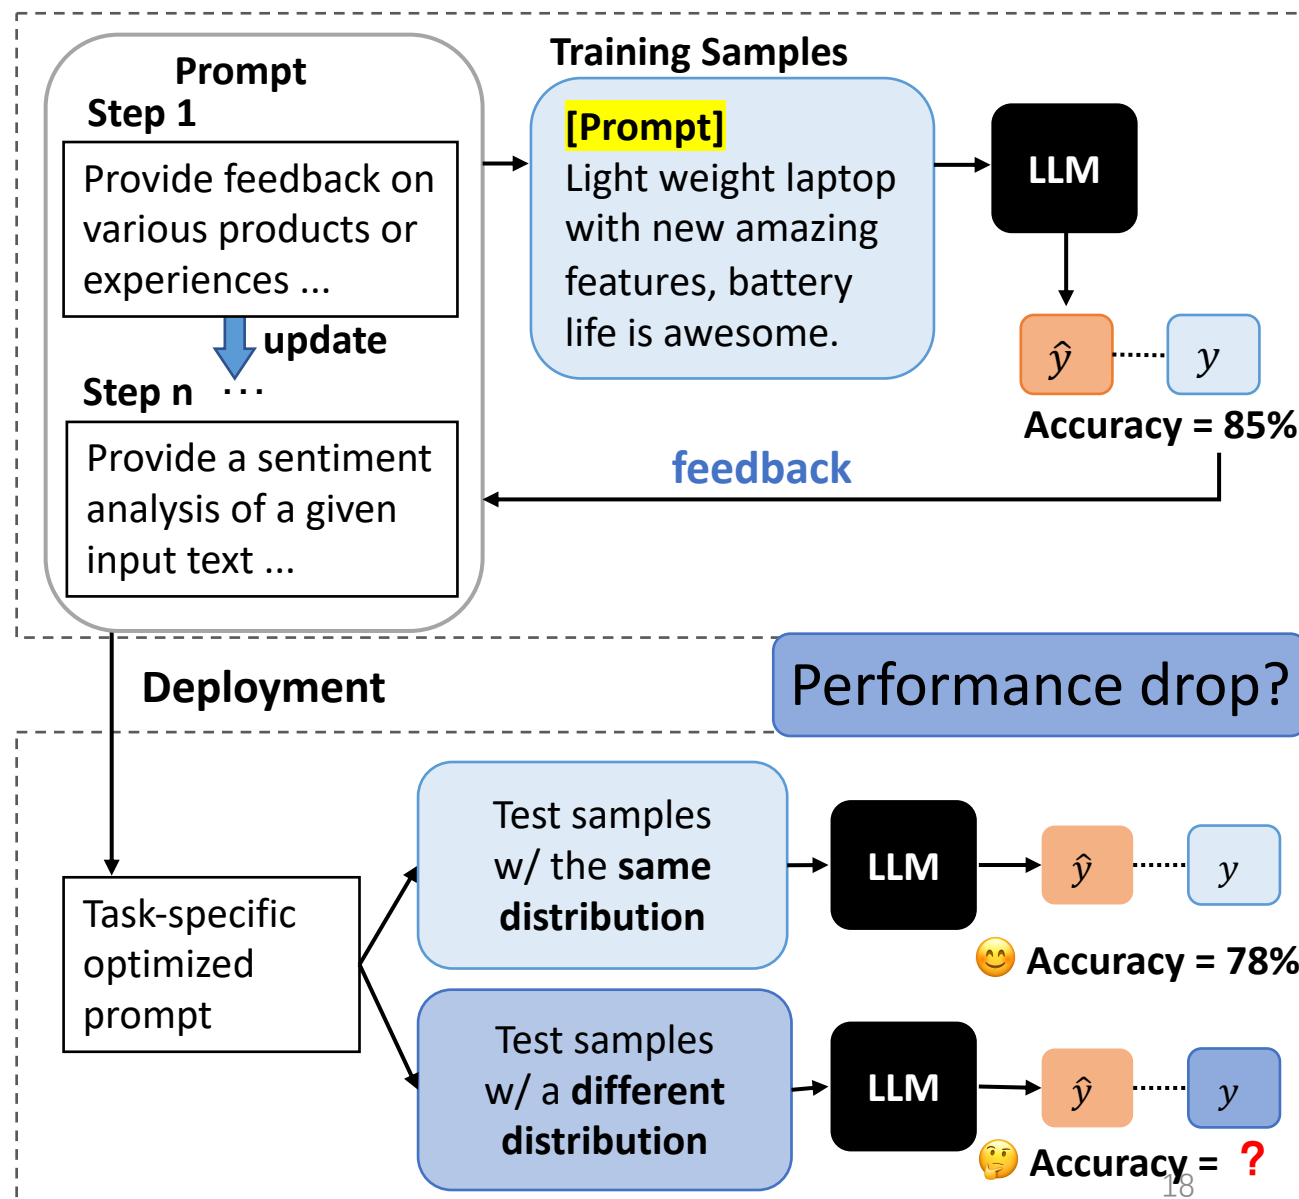 Prompt
Step 1
Provide feedback on
various products or
experiences ...
update
Step n ...
Provide a sentiment
analysis of a given
input text ...
Training Samples
[Prompt]
Light weight laptop
with new amazing
features, battery
life is awesome.
LLM
ŷ
y
Accuracy = 85%
feedback
Deployment
Performance drop?
Task-specific
optimized
prompt
Test samples
w/ the same
distribution
LLM
ŷ
y
😊 Accuracy = 78%
Test samples
w/ a different
distribution
LLM
ŷ
y
🤔 Accuracy = ?
18